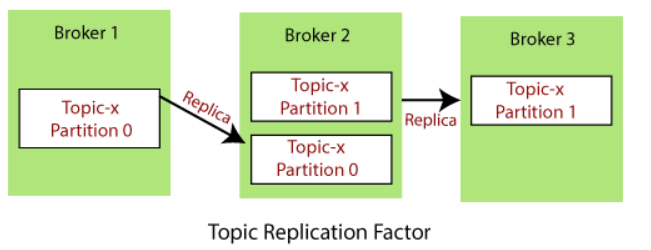 Broker 1
Topic-x
Partition 0
Replica
Broker 2
Topic-x
Partition 1
Topic-x
Partition 0
Replica
Broker 3
Topic-x
Partition 1
Topic Replication Factor